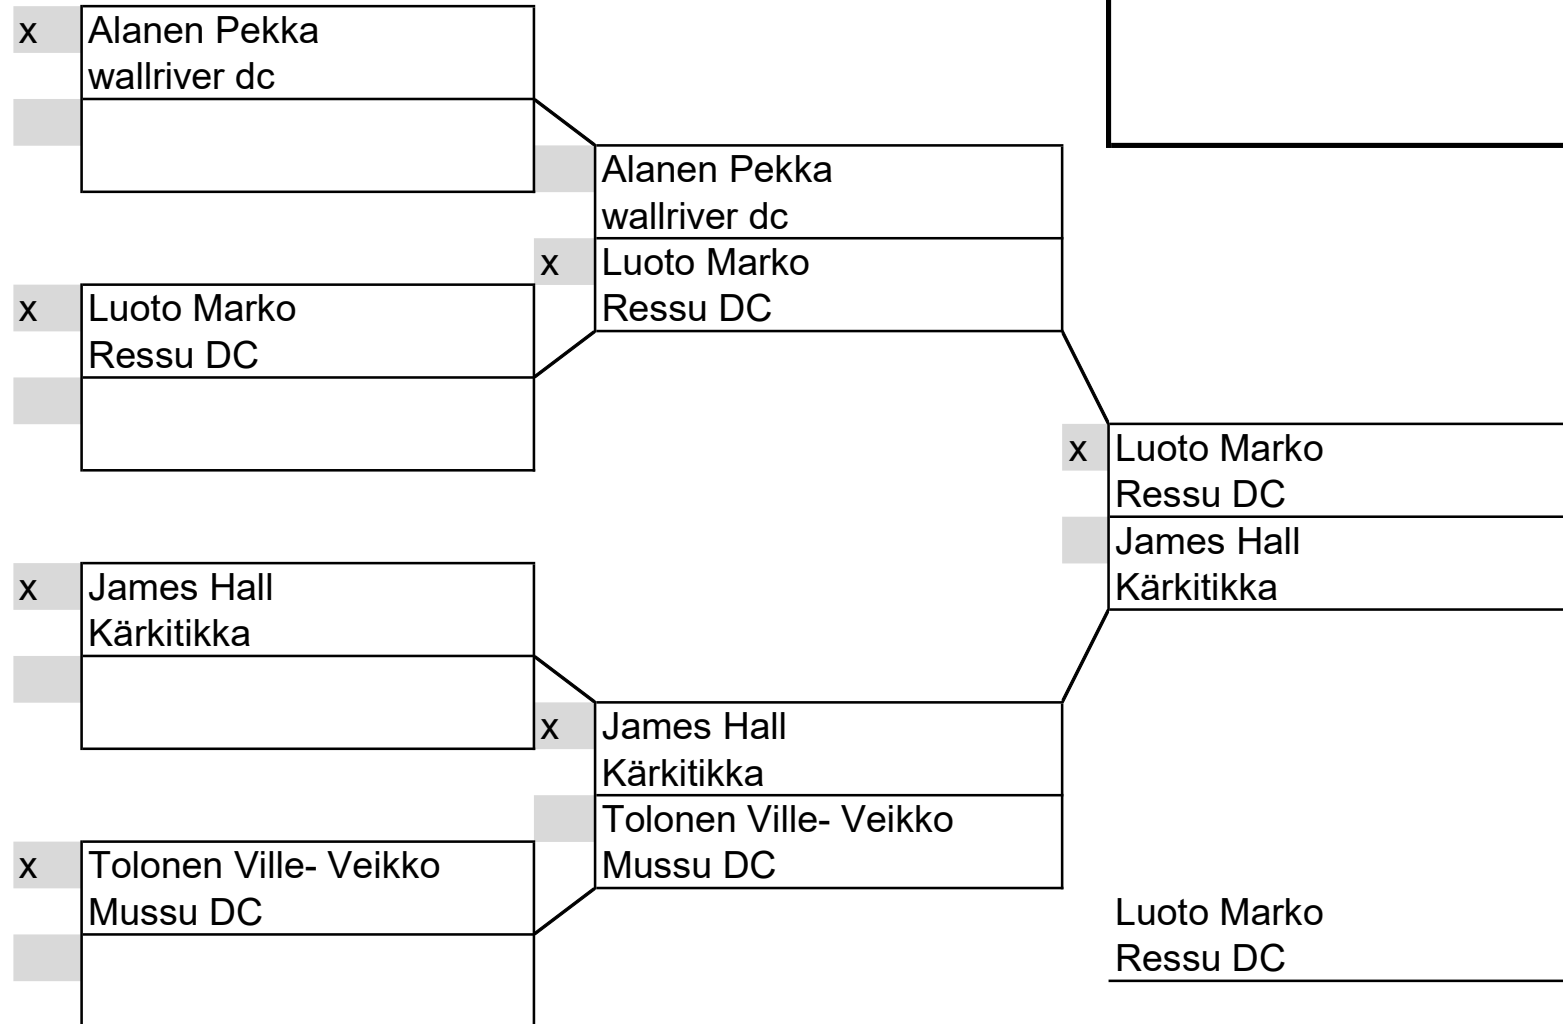 x Alanen Pekka
wallriver dc
Alanen Pekka
wallriver dc
x Luoto Marko
Ressu DC
x Luoto Marko
Ressu DC
x Luoto Marko
Ressu DC
James Hall
Kärkitikka
x James Hall
Kärkitikka
x James Hall
Kärkitikka
Tolonen Ville- Veikko
Mussu DC
x Tolonen Ville- Veikko
Mussu DC
Luoto Marko
Ressu DC